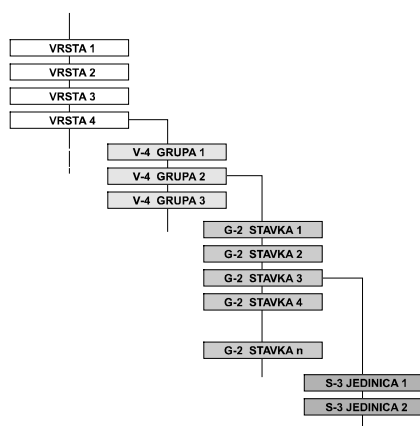 VRSTA 1
VRSTA 2
VRSTA 3
VRSTA 4
V-4 GRUPA 1
V-4 GRUPA 2
V-4 GRUPA 3
G-2 STAVKA 1
G-2 STAVKA 2
G-2 STAVKA 3
G-2 STAVKA 4
G-2 STAVKA n
S-3 JEDINICA 1
S-3 JEDINICA 2